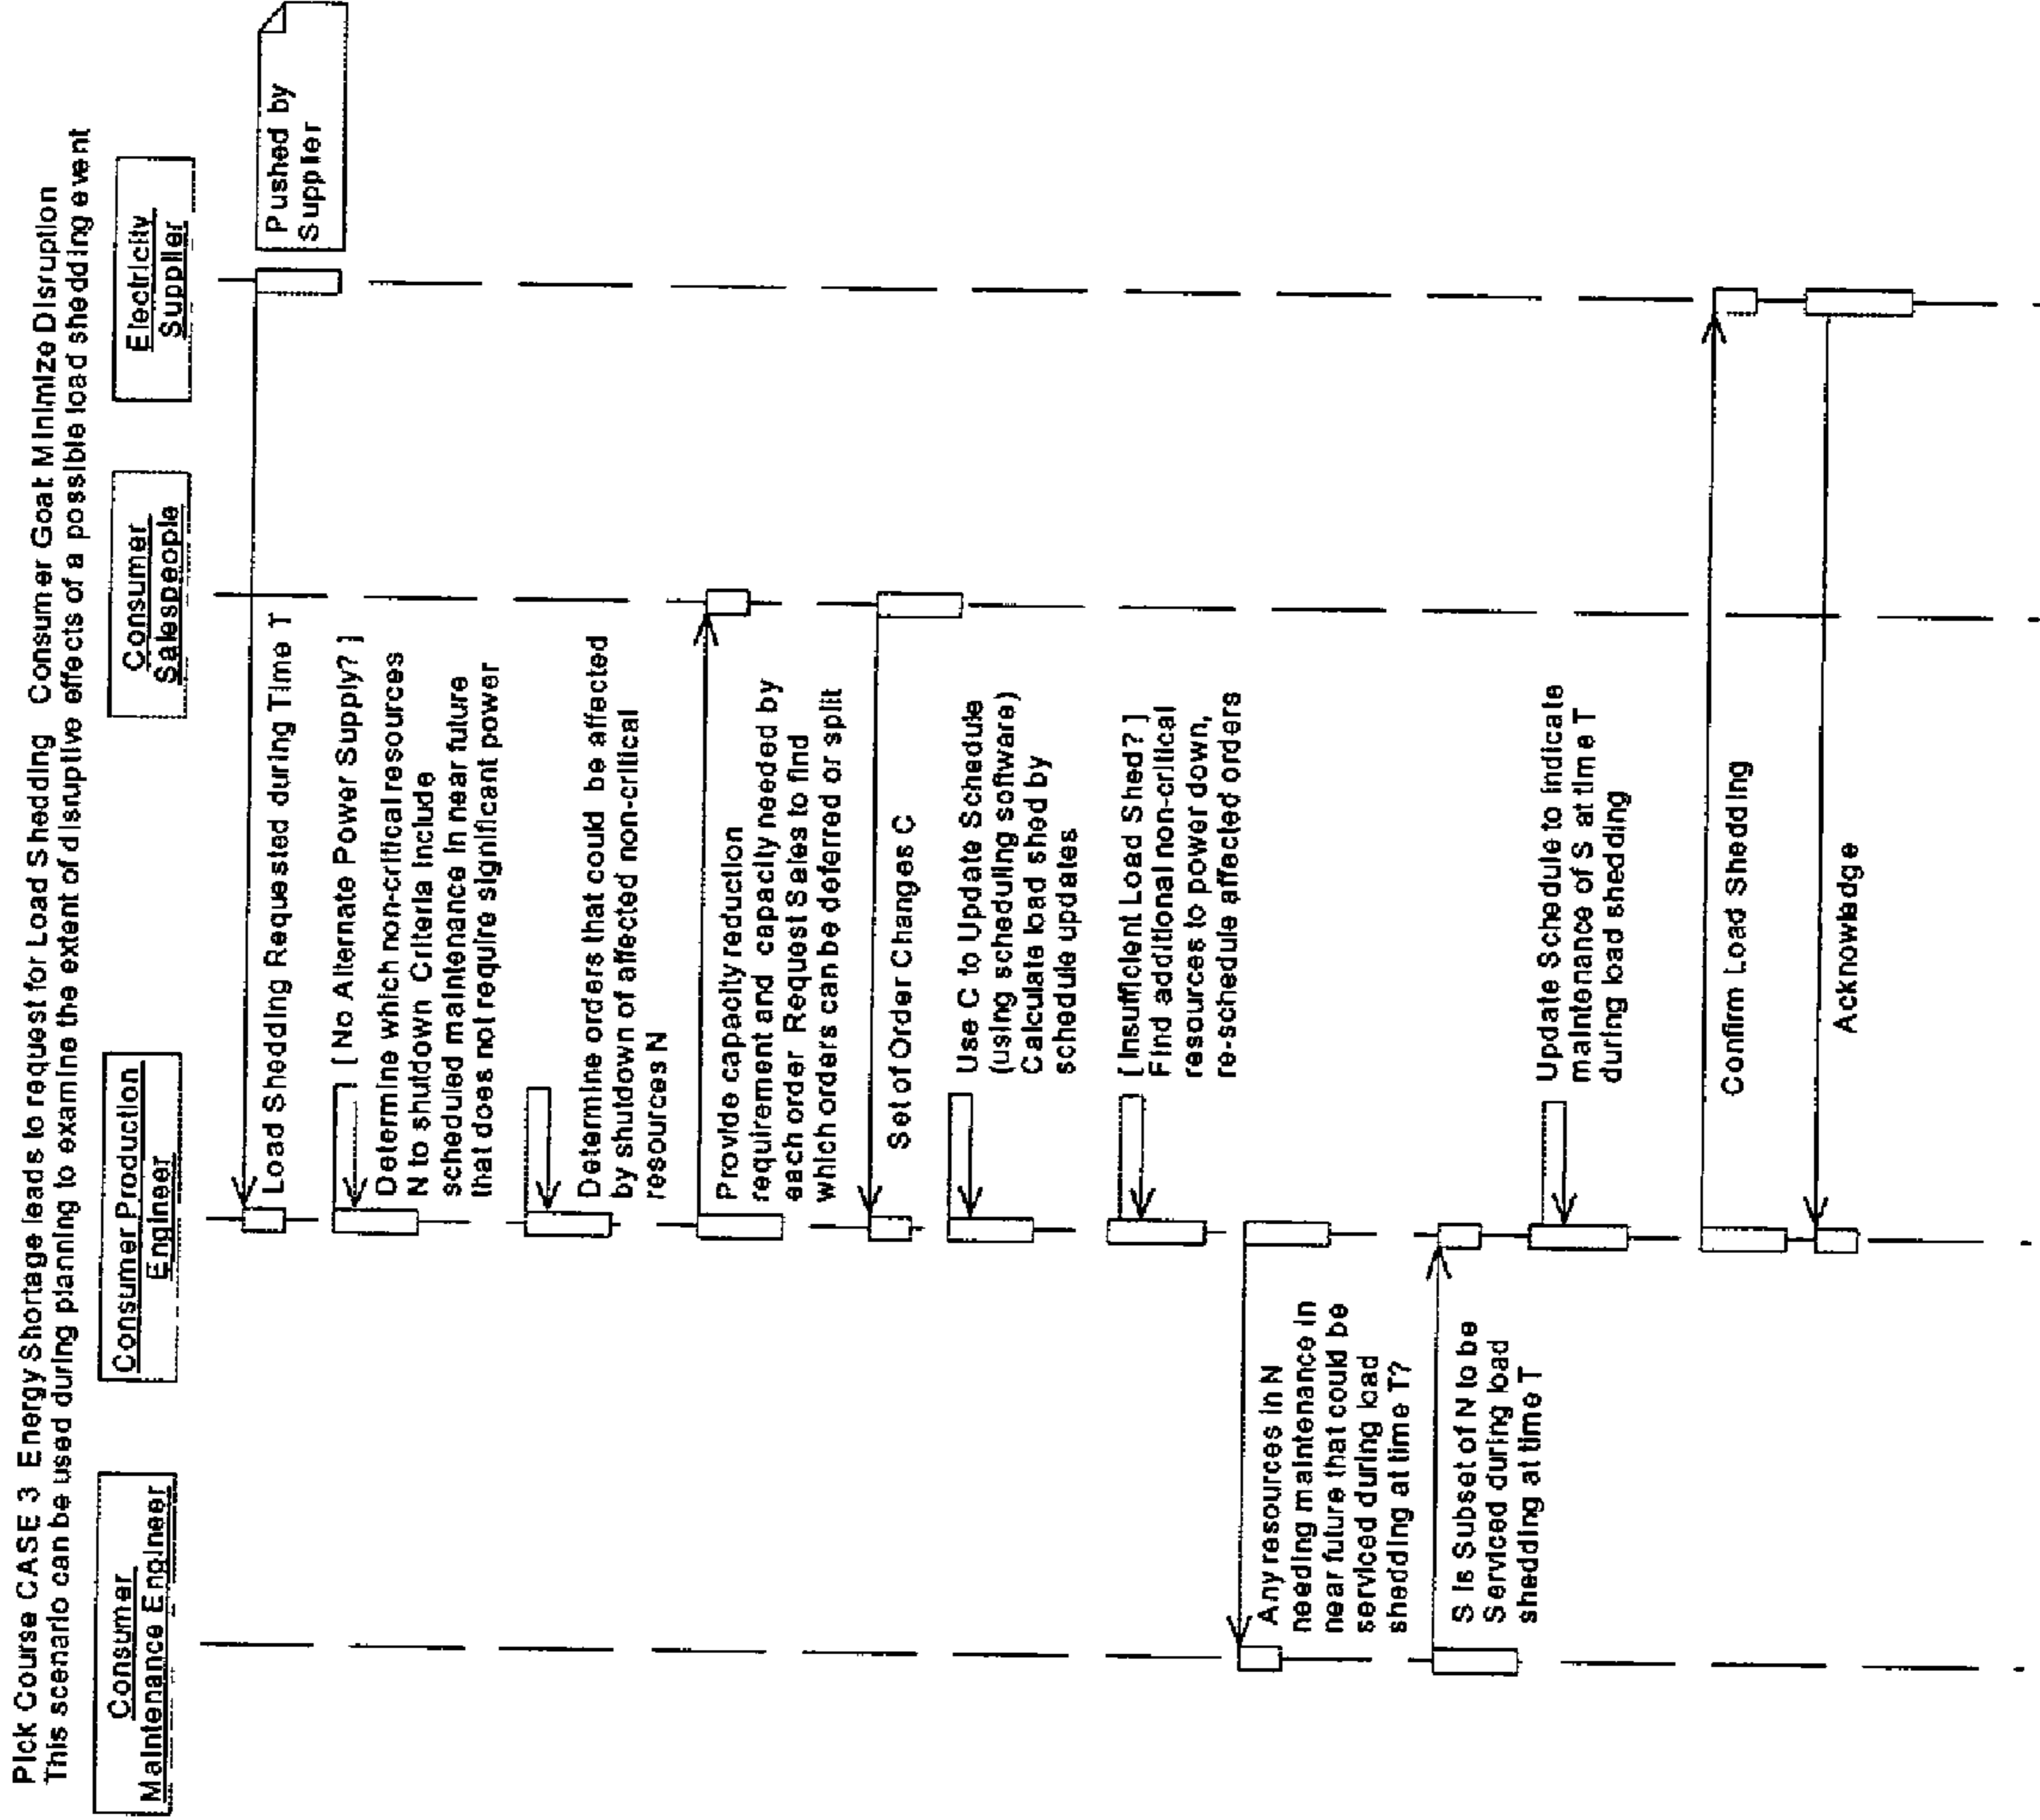 Pick Course CASE 3 Energy Shortage leads to request for Load Shedding Consumer Goal: Minimize Disruption
This scenario can be used during planning to examine the extent of disruptive effects of a possible load shedding event
Consumer
Maintenance Engineer
Consumer Production
Engineer
Consumer
Salespeople
Electricity
Supplier
Pushed by
Supplier
Load Shedding Requested during Time T
[ No Alternate Power Supply? ]
Determine which non-critical resources
N to shutdown Criteria Include
scheduled maintenance in near future
that does not require significant power
Determine orders that could be affected
by shutdown of affected non-critical
resources N
Provide capacity reduction
requirement and capacity needed by
each order Request Sales to find
which orders can be deferred or split
Set of Order Changes C
Use C to Update Schedule
(using scheduling software)
Calculate load shed by
schedule updates
[ Insufficient Load Shed? ]
Find additional non-critical
resources to power down,
re-schedule affected orders
Any resources in N
needing maintenance in
near future that could be
serviced during load
shedding at time T?
S is Subset of N to be
Serviced during load
shedding at time T
Update Schedule to indicate
maintenance of S at time T
during load shedding
Confirm Load Shedding
Acknowledge